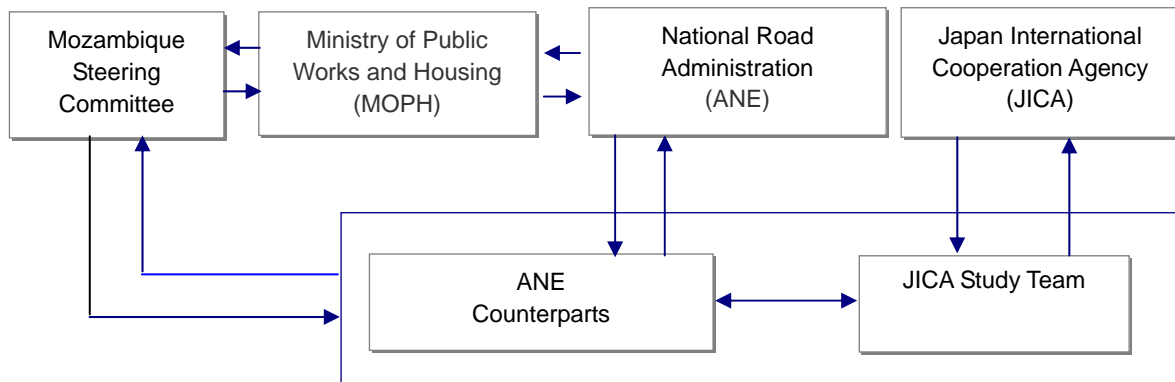 Mozambique
Steering
Committee
Ministry of Public
Works and Housing
(MOPH)
National Road
Administration
(ANE)
Japan International
Cooperation Agency
(JICA)
ANE
Counterparts
JICA Study Team